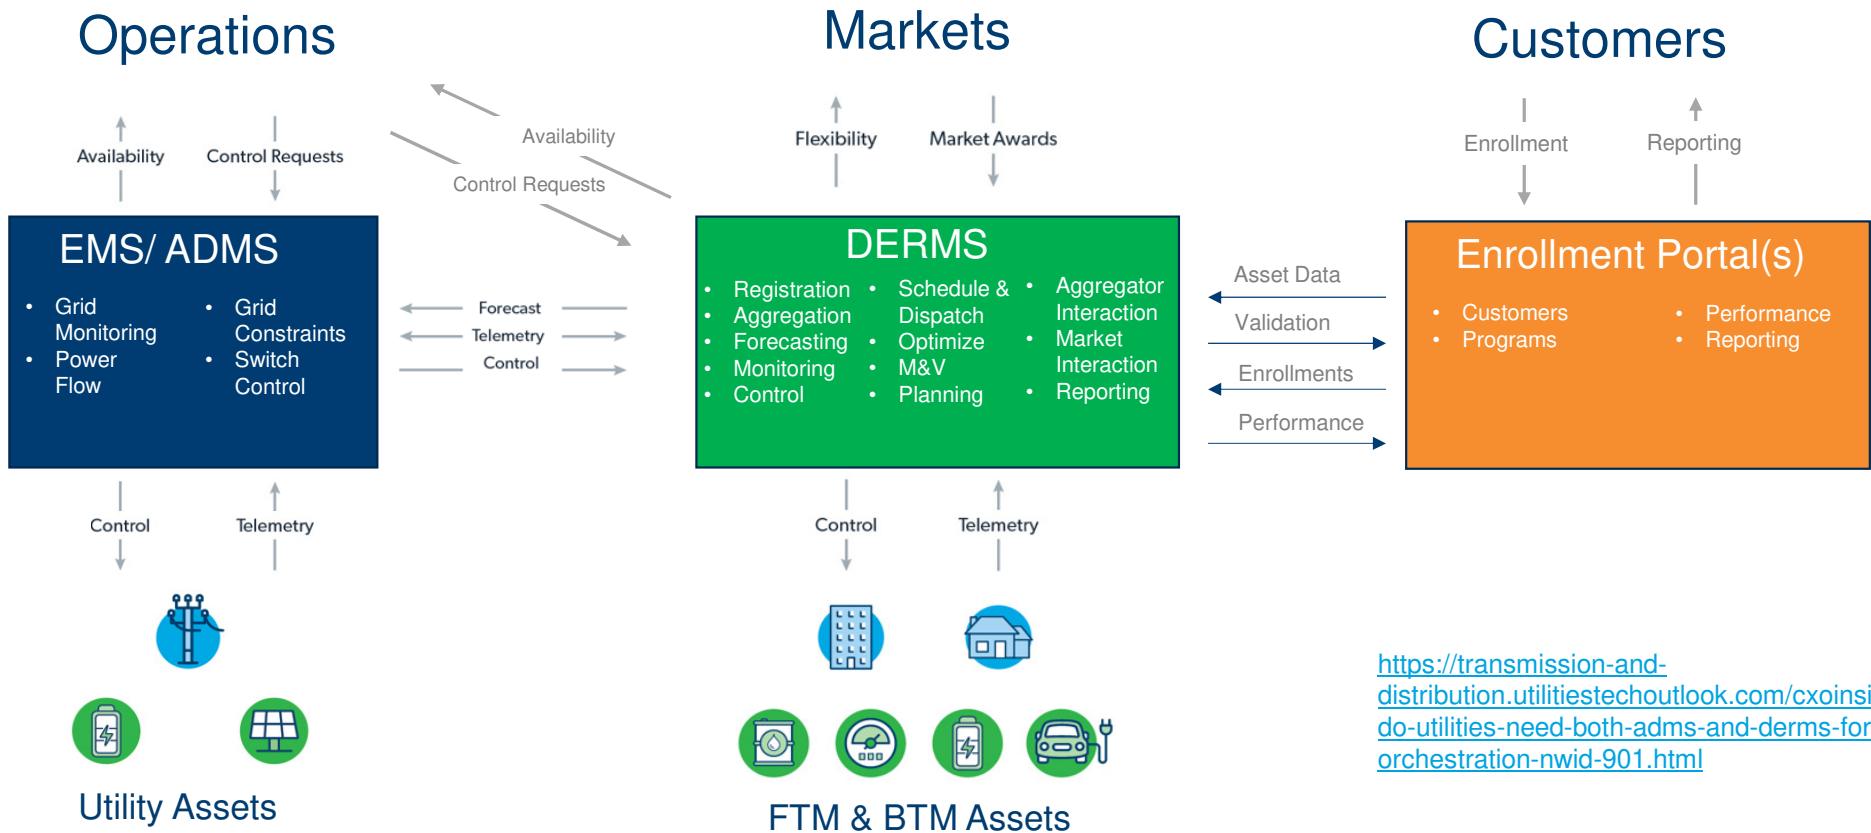 Operations
Markets
Customers
Availability
Control Requests
Availability
Control Requests
Flexibility
Market Awards
Enrollment
Reporting
EMS/ ADMS
• Grid
Monitoring
• Power
Flow
• Grid
Constraints
• Switch
Control
Forecast
Telemetry
Control
DERMS
• Registration
• Aggregation
• Forecasting
• Monitoring
• Control
• Schedule &
Dispatch
• Optimize
• M&V
• Planning
• Aggregator
Interaction
• Market
Interaction
• Reporting
Asset Data
Validation
Enrollments
Performance
Enrollment Portal(s)
• Customers
• Programs
• Performance
• Reporting
Control
Telemetry
Control
Telemetry
Utility Assets
FTM & BTM Assets
https://transmission-and-
distribution.utilitiestechoutlook.com/cxoinsi
do-utilities-need-both-adms-and-derms-for
orchestration-nwid-901.html